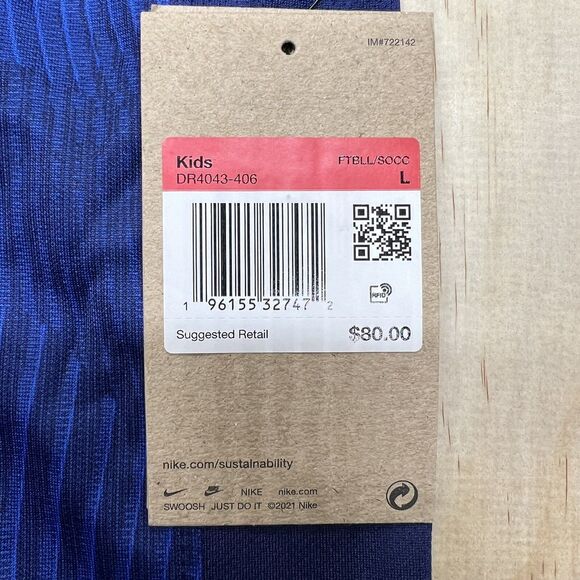 IM#722142
Kids FTBLL/SOCC
DR4043-406 L
1 96155 32747 2
RFID
Suggested Retail $80.00
nike.com/sustainability
NIKE nike.com
SWOOSH JUST DO IT ©2021 Nike